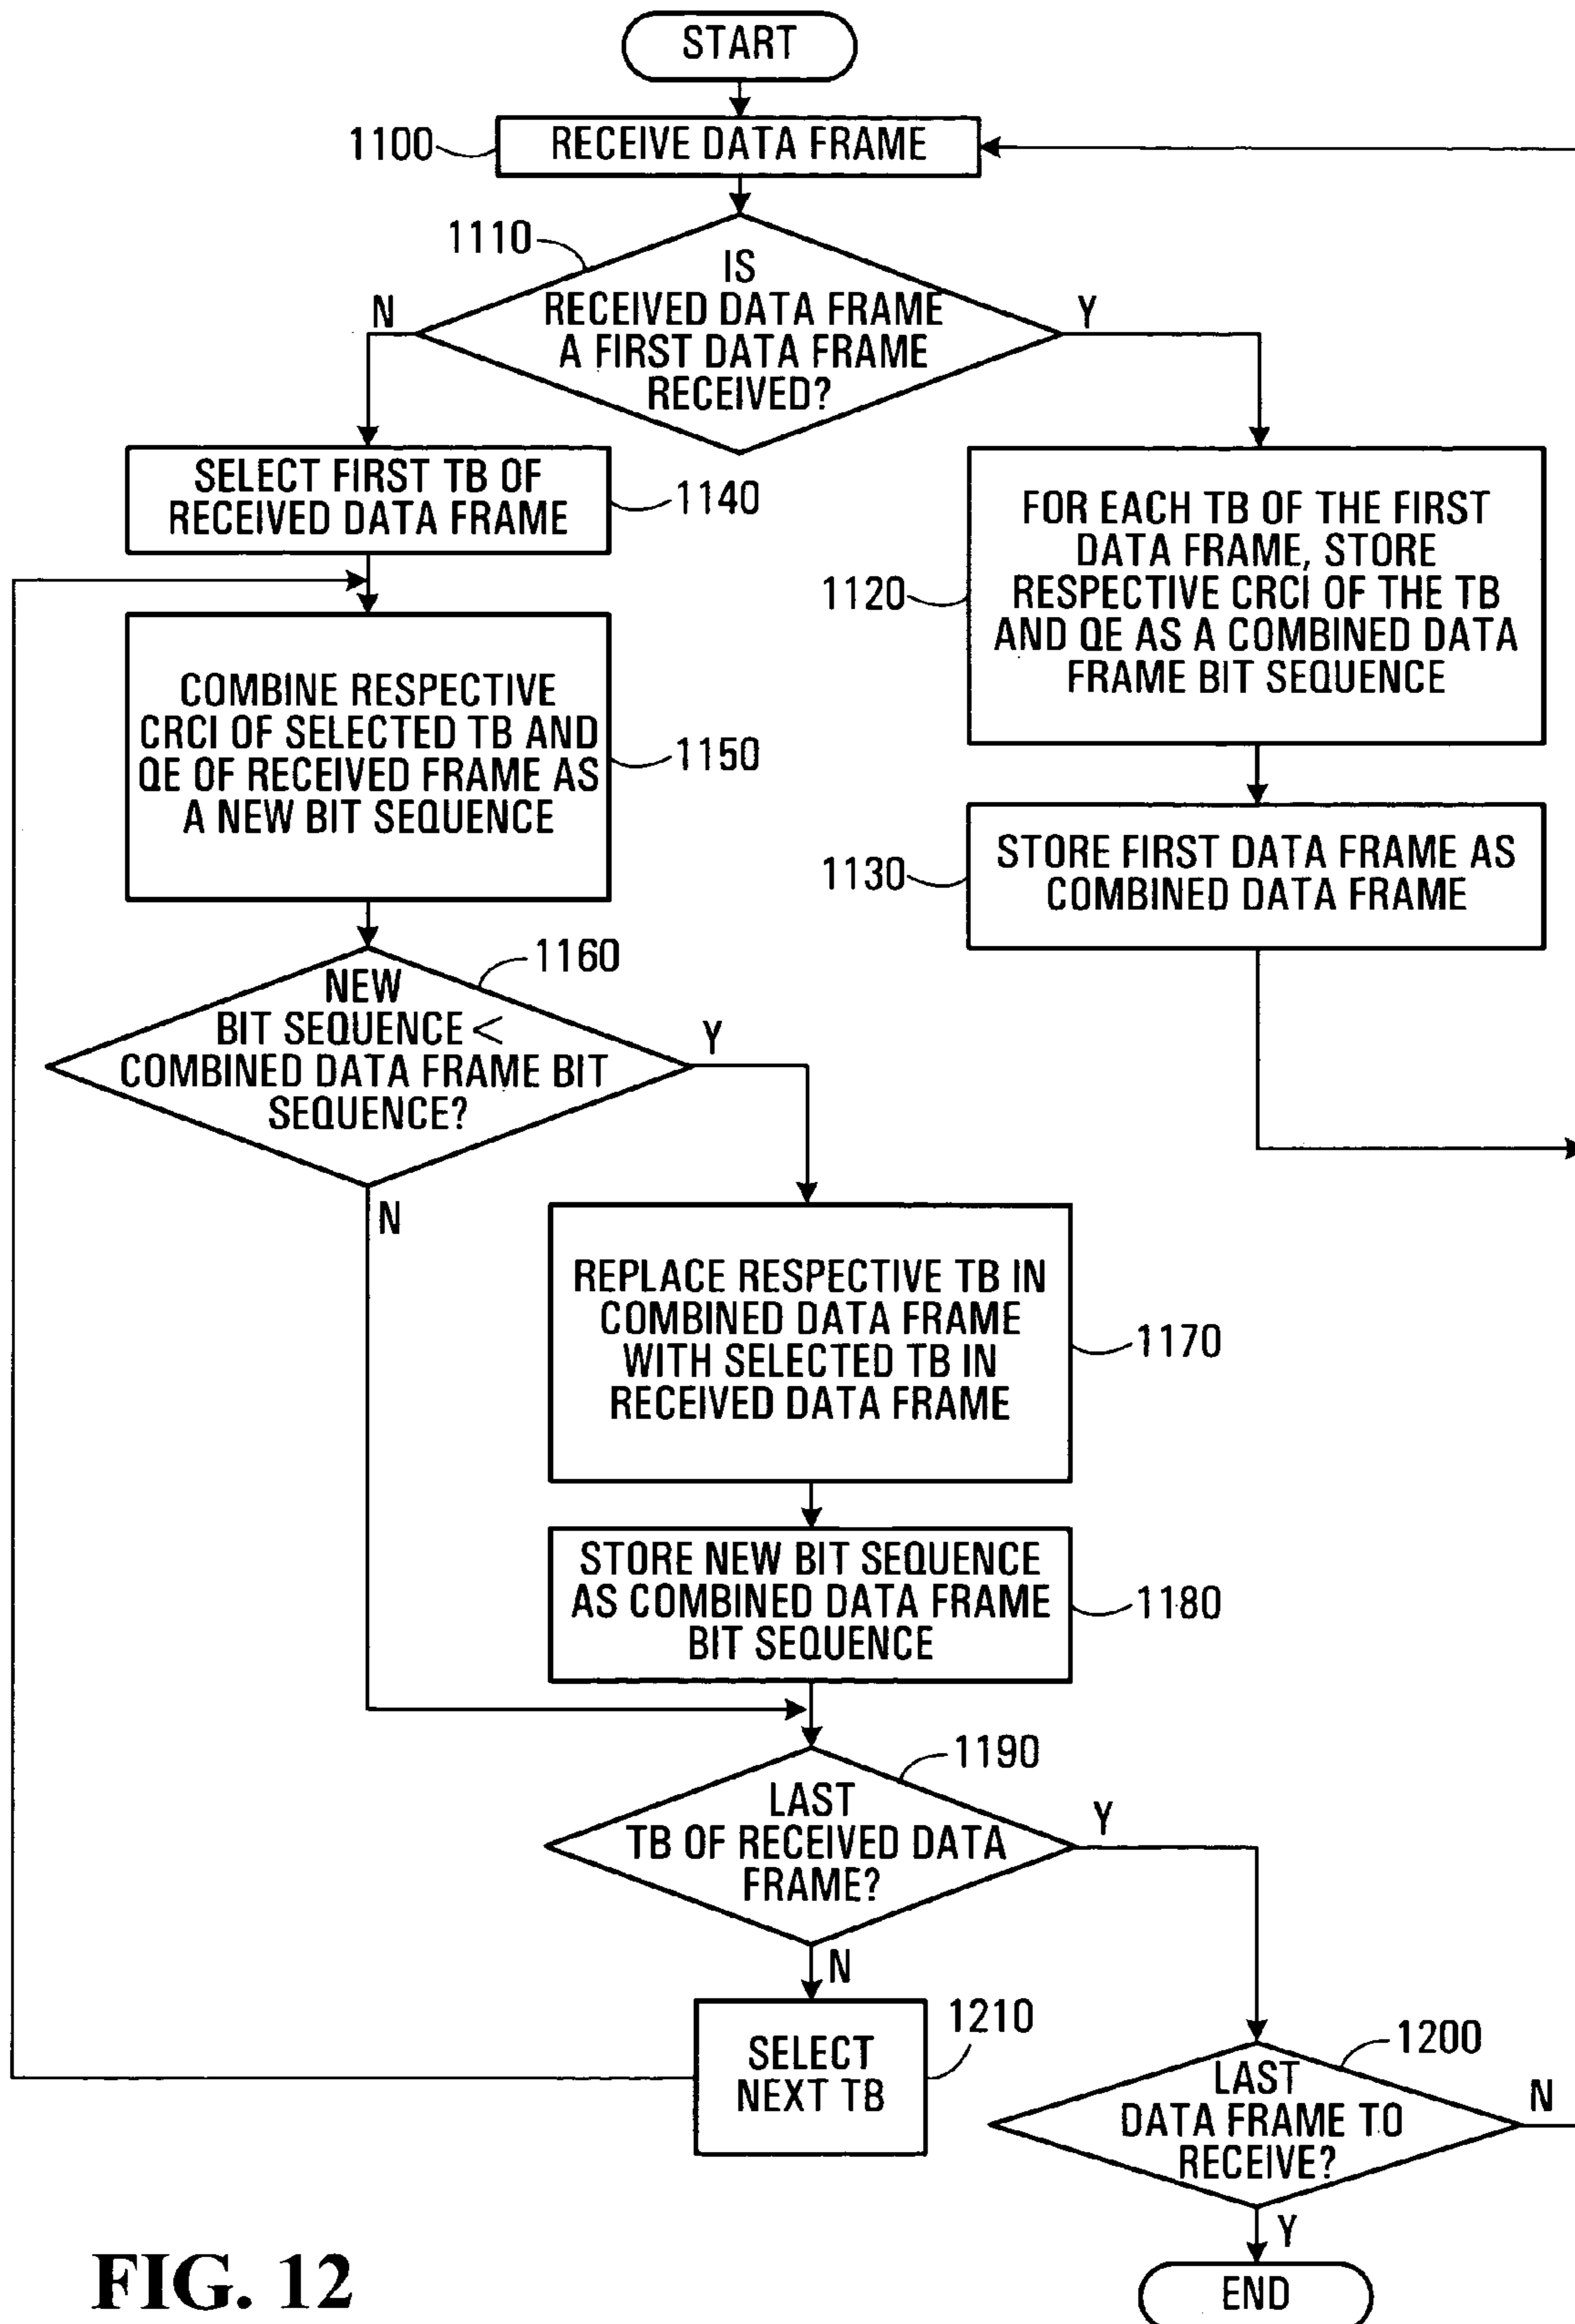 START
1100
RECEIVE DATA FRAME
1110
IS
RECEIVED DATA FRAME
A FIRST DATA FRAME
RECEIVED?
N
Y
SELECT FIRST TB OF
RECEIVED DATA FRAME
1140
1120
FOR EACH TB OF THE FIRST
DATA FRAME, STORE
RESPECTIVE CRCI OF THE TB
AND QE AS A COMBINED DATA
FRAME BIT SEQUENCE
COMBINE RESPECTIVE
CRCI OF SELECTED TB AND
QE OF RECEIVED FRAME AS
A NEW BIT SEQUENCE
1150
1130
STORE FIRST DATA FRAME AS
COMBINED DATA FRAME
1160
NEW
BIT SEQUENCE <
COMBINED DATA FRAME BIT
SEQUENCE?
Y
N
REPLACE RESPECTIVE TB IN
COMBINED DATA FRAME
WITH SELECTED TB IN
RECEIVED DATA FRAME
1170
STORE NEW BIT SEQUENCE
AS COMBINED DATA FRAME
BIT SEQUENCE
1180
1190
LAST
TB OF RECEIVED DATA
FRAME?
Y
N
SELECT
NEXT TB
1210
1200
LAST
DATA FRAME TO
RECEIVE?
N
Y
END
FIG. 12